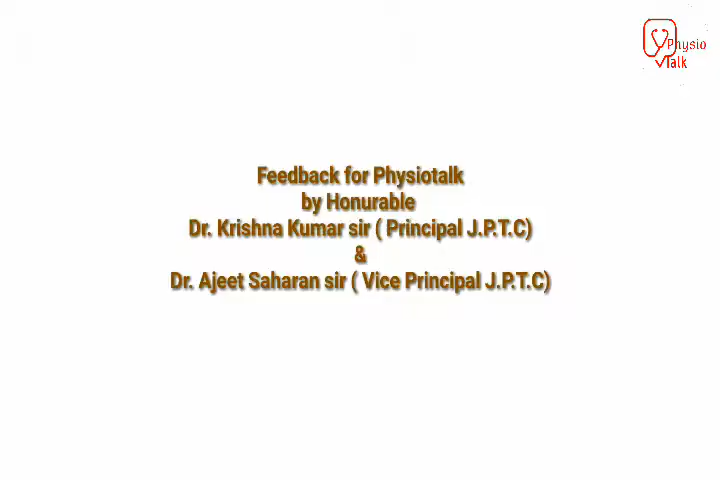 Physio
Talk
Feedback for Physiotalk
by Honurable
Dr. Krishna Kumar sir ( Principal J.P.T.C)
&
Dr. Ajeet Saharan sir ( Vice Principal J.P.T.C)